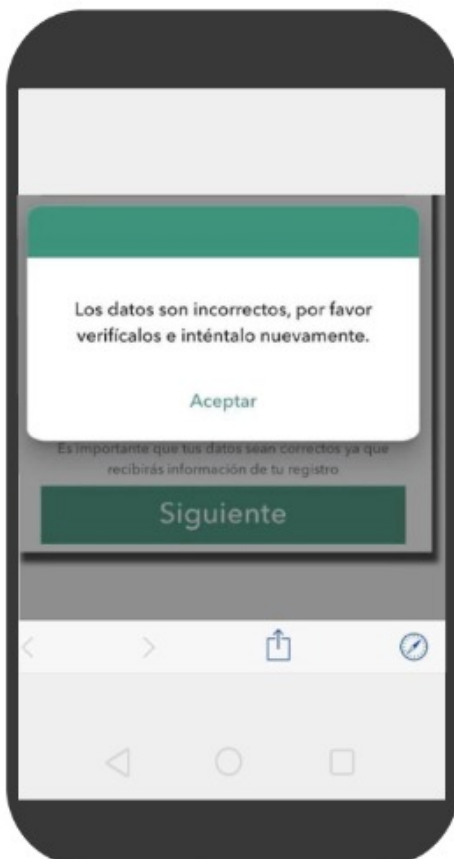 Los datos son incorrectos, por favor
verifícalos e inténtalo nuevamente.
Aceptar
Es importante que tus datos sean correctos ya que
recibirás información de tu registro
Siguiente